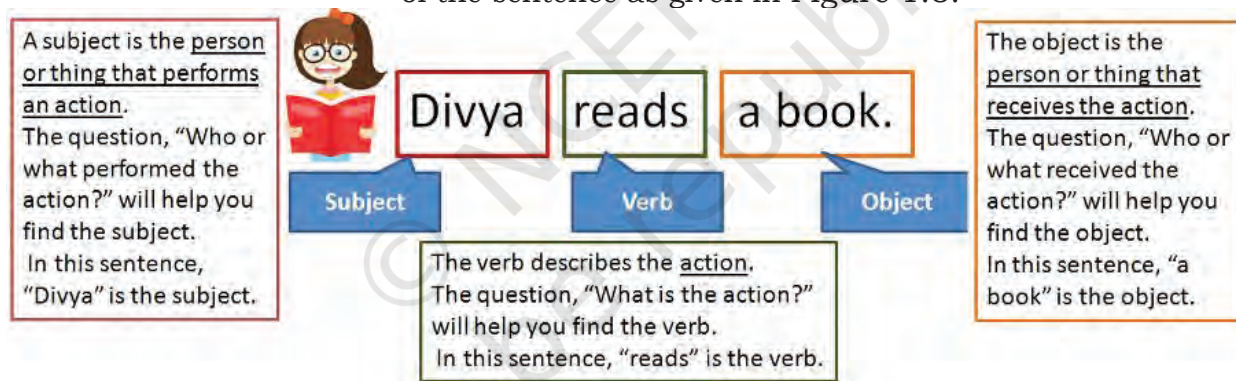 of the sentence as given in Figure 1.3.
A subject is the person
or thing that performs
an action.
The question, “Who or
what performed the
action?” will help you
find the subject.
In this sentence,
“Divya” is the subject.
Divya reads a book.
Subject
Verb
Object
The verb describes the action.
The question, “What is the action?”
will help you find the verb.
In this sentence, “reads” is the verb.
The object is the
person or thing that
receives the action.
The question, “Who or
what received the
action?” will help you
find the object.
In this sentence, “a
book” is the object.